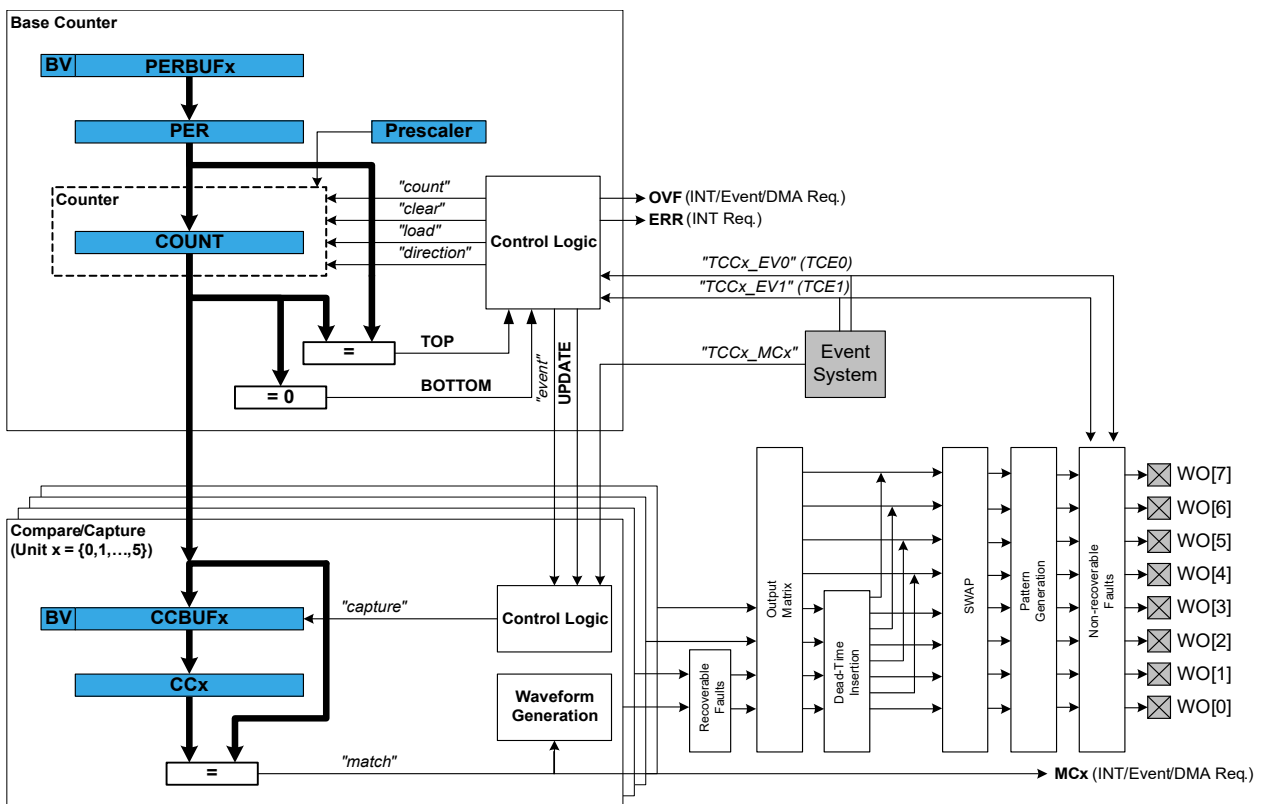 Base Counter
BV PERBUFx
PER
Prescaler
Counter
COUNT
"count"
"clear"
"load"
"direction"
Control Logic
OVF (INT/Event/DMA Req.)
ERR (INT Req.)
"TCCx_EV0" (TCE0)
"TCCx_EV1" (TCE1)
"TCCx_MCx"
Event
System
=
TOP
= 0
BOTTOM
"event"
UPDATE
Compare/Capture
(Unit x = {0,1,...,5})
BV CCBUFx
"capture"
Control Logic
CCx
Waveform
Generation
=
"match"
Recoverable
Faults
Output
Matrix
Dead-Time
Insertion
SWAP
Pattern
Generation
Non-recoverable
Faults
WO[7]
WO[6]
WO[5]
WO[4]
WO[3]
WO[2]
WO[1]
WO[0]
MCx (INT/Event/DMA Req.)